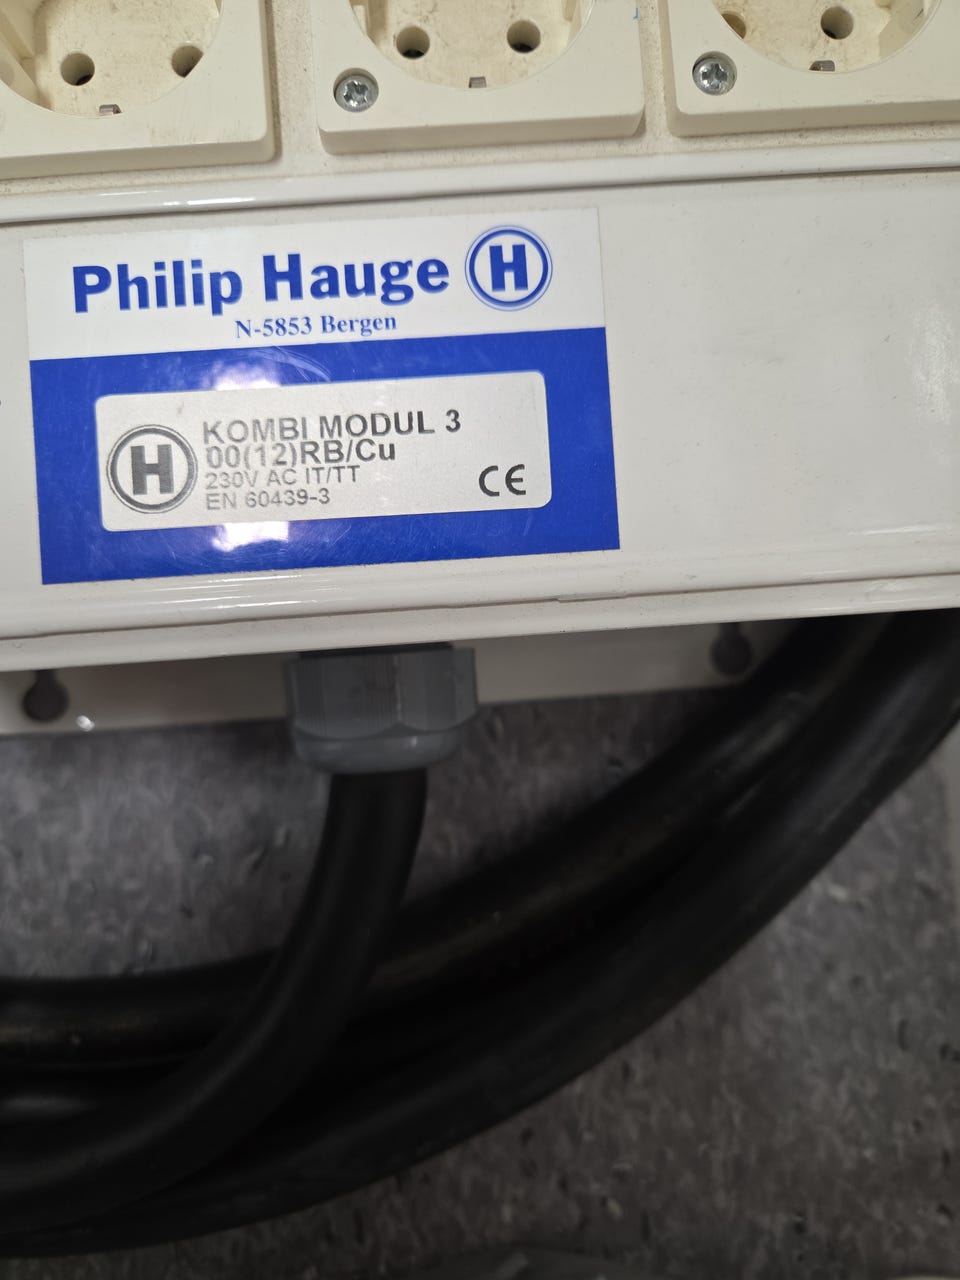 Philip Hauge H
N-5853 Bergen
H
KOMBI MODUL 3
00(12)RB/Cu
230V AC IT/TT
EN 60439-3
CE